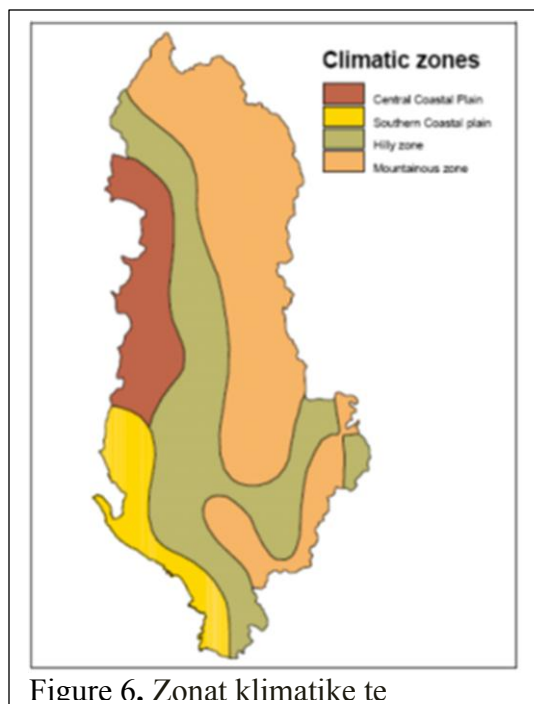 Climatic zones
Central Coastal Plain
Southern Coastal plain
Hilly zone
Mountainous zone
Figure 6. Zonat klimatike te